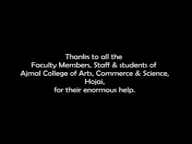 Thanks to all the
Faculty Members, Staff & students of
Ajmal College of Arts, Commerce & Science,
Hojai,
for their enormous help.